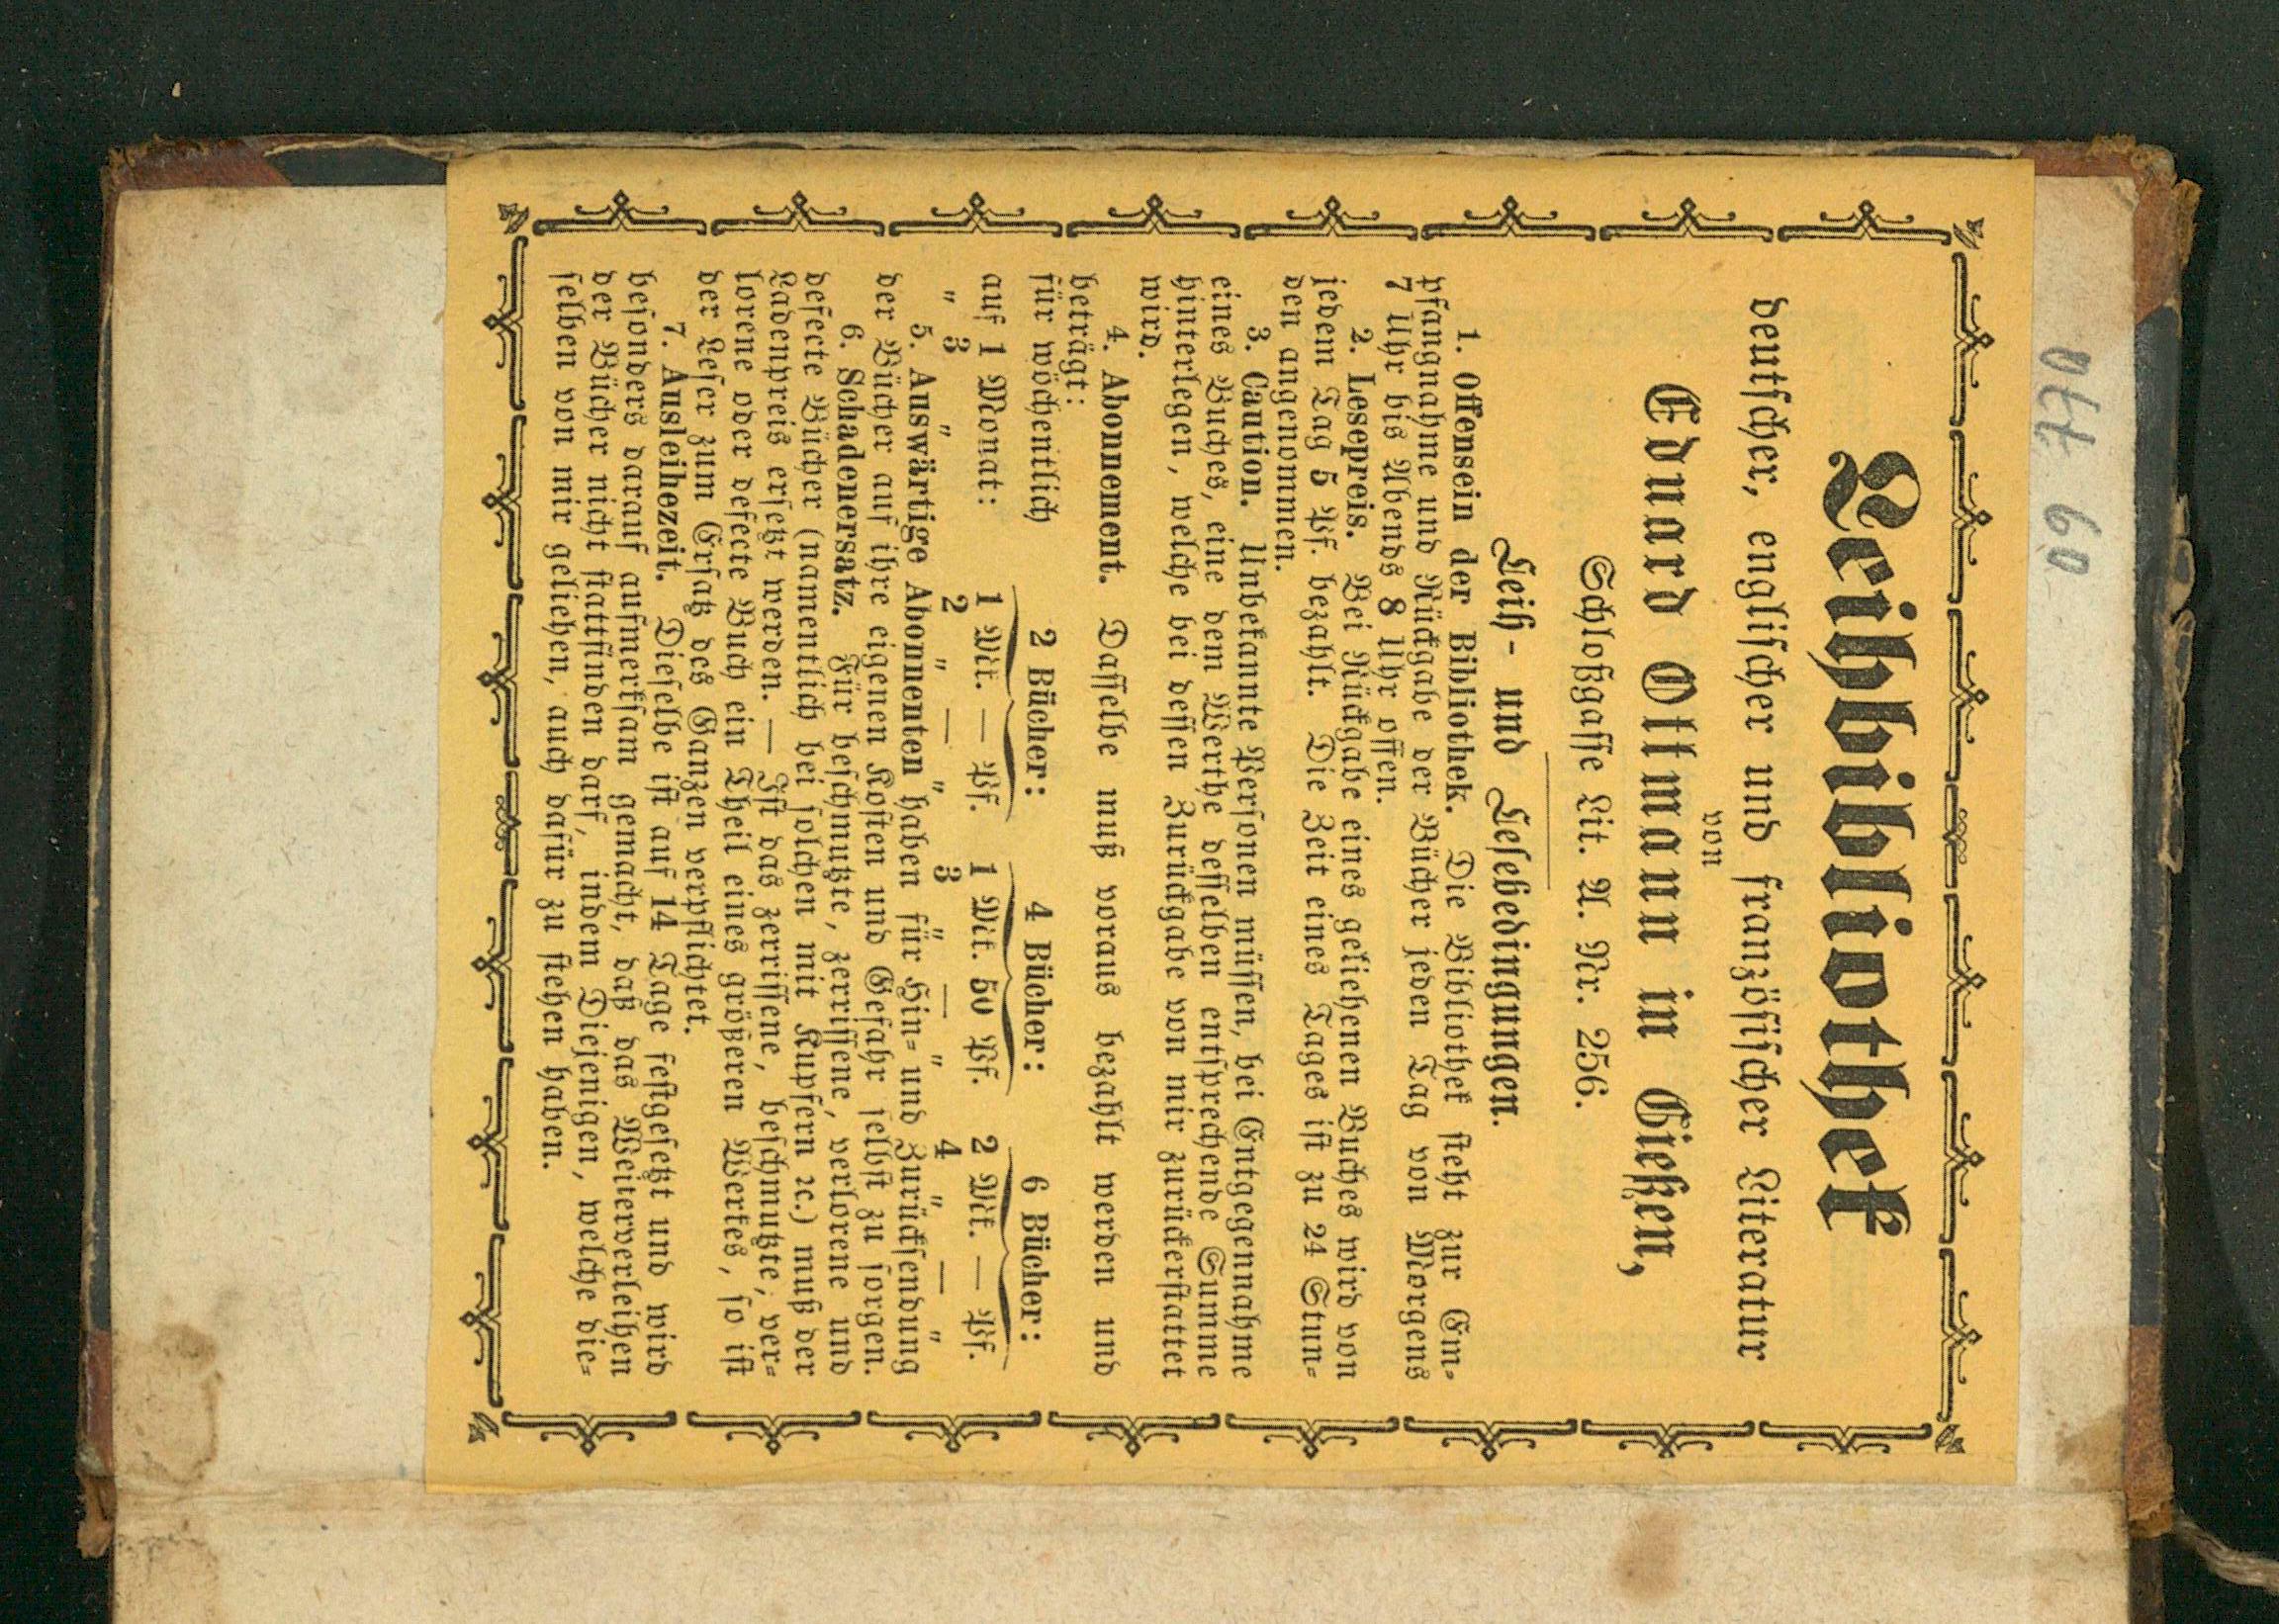 Ott 60
Leihbibliothek
deutscher, englischer und französischer Literatur
von
Eduard Ottmann in Gießen,
Schloßgasse Lit. A. Nr. 256.
Leih- und Lesebedingungen.
1. Offensein der Bibliothek. Die Bibliothek steht zur Em-
pfangnahme und Rückgabe der Bücher jeden Tag von Morgens
7 Uhr bis Abends 8 Uhr offen.
2. Lesepreis. Bei Rückgabe eines geliehenen Buches wird von
jedem Tag 5 Pf. bezahlt. Die Zeit eines Tages ist zu 24 Stun-
den angenommen.
3. Caution. Unbekannte Personen müssen, bei Entgegennahme
eines Buches, eine dem Werthe desselben entsprechende Summe
hinterlegen, welche bei dessen Zurückgabe von mir zurückerstattet
wird.
4. Abonnement. Dasselbe muß voraus bezahlt werden und
beträgt:
für wöchentlich 2 Bücher: 4 Bücher: 6 Bücher:
auf 1 Monat: 1 Mk. — Pf. 1 Mk. 50 Pf. 2 Mk. — Pf.
" 3 " 2 " — " 3 " — " 4 " — "
5. Auswärtige Abonnenten haben für Hin- und Zurücksendung
der Bücher auf ihre eigenen Kosten und Gefahr selbst zu sorgen.
6. Schadenersatz. Für beschmutzte, zerrissene, verlorene und
defecte Bücher (namentlich bei solchen mit Kupfern ꝛc.) muß der
Ladenpreis ersetzt werden. — Ist das zerrissene, beschmutzte, ver-
lorene oder defecte Buch ein Theil eines größeren Werkes, so ist
der Leser zum Ersatz des Ganzen verpflichtet.
7. Ausleihezeit. Dieselbe ist auf 14 Tage festgesetzt und wird
besonders darauf aufmerksam gemacht, daß das Weiterverleihen
der Bücher nicht stattfinden darf, indem Diejenigen, welche die-
selben von mir geliehen, auch dafür zu stehen haben.